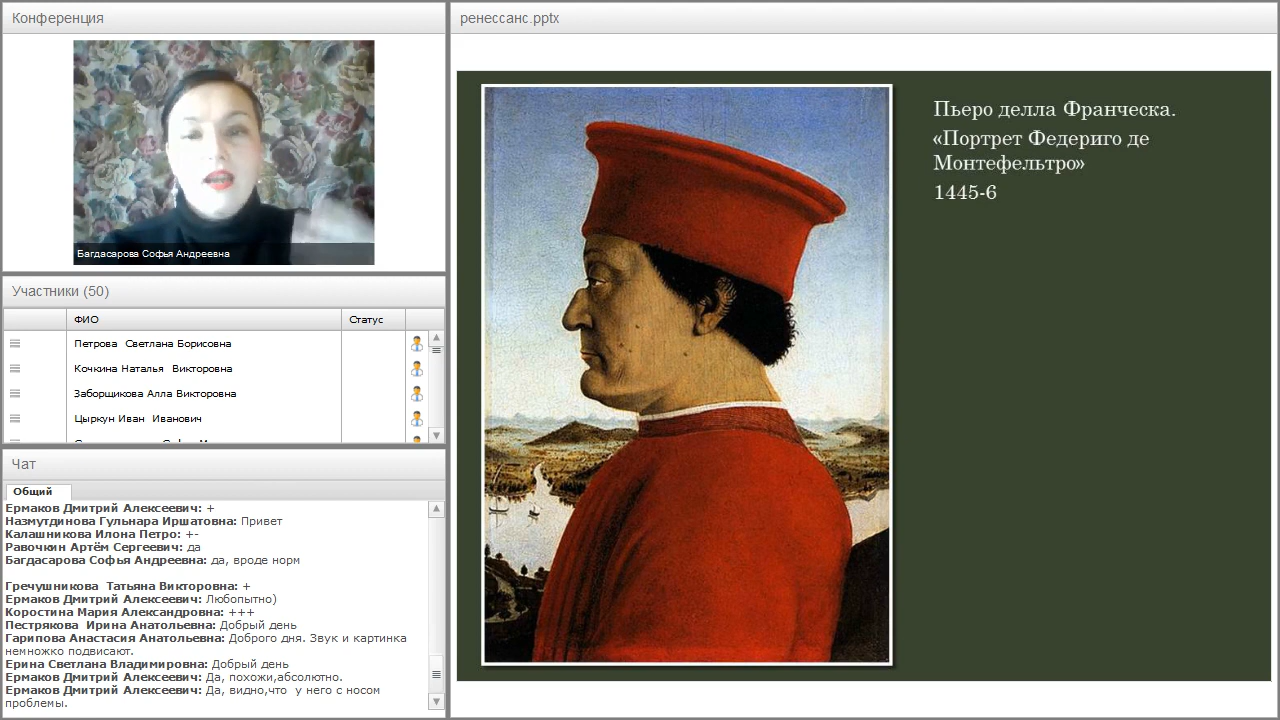 Конференция
Багдасарова Софья Андреевна
Участники (50)
ФИО Статус
Петрова Светлана Борисовна
Кочкина Наталья Викторовна
Заборщикова Алла Викторовна
Цыркун Иван Иванович
Чат
Общий
Ермаков Дмитрий Алексеевич: +
Назмутдинова Гульнара Иршатовна: Привет
Калашникова Илона Петро: +-
Равочкин Артём Сергеевич: да
Багдасарова Софья Андреевна: да, вроде норм
Гречушникова Татьяна Викторовна: +
Ермаков Дмитрий Алексеевич: Любопытно)
Коростина Мария Александровна: +++
Пестрякова Ирина Анатольевна: Добрый день
Гарипова Анастасия Анатольевна: Доброго дня. Звук и картинка
немножко подвисают.
Ерина Светлана Владимировна: Добрый день
Ермаков Дмитрий Алексеевич: Да, похожи,абсолютно.
Ермаков Дмитрий Алексеевич: Да, видно,что у него с носом
проблемы.
ренессанс.pptx
Пьеро делла Франческа.
«Портрет Федериго де
Монтефельтро»
1445-6